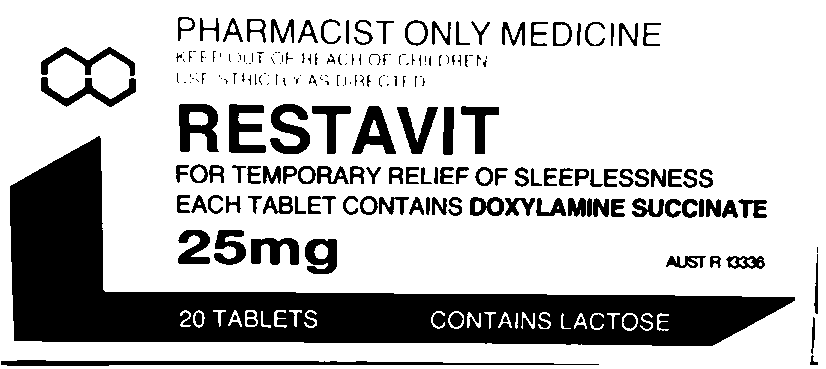 PHARMACIST ONLY MEDICINE
KEEP OUT OF REACH OF CHILDREN
USE STRICTLY AS DIRECTED
RESTAVIT
FOR TEMPORARY RELIEF OF SLEEPLESSNESS
EACH TABLET CONTAINS DOXYLAMINE SUCCINATE
25mg
AUST R 13336
20 TABLETS CONTAINS LACTOSE